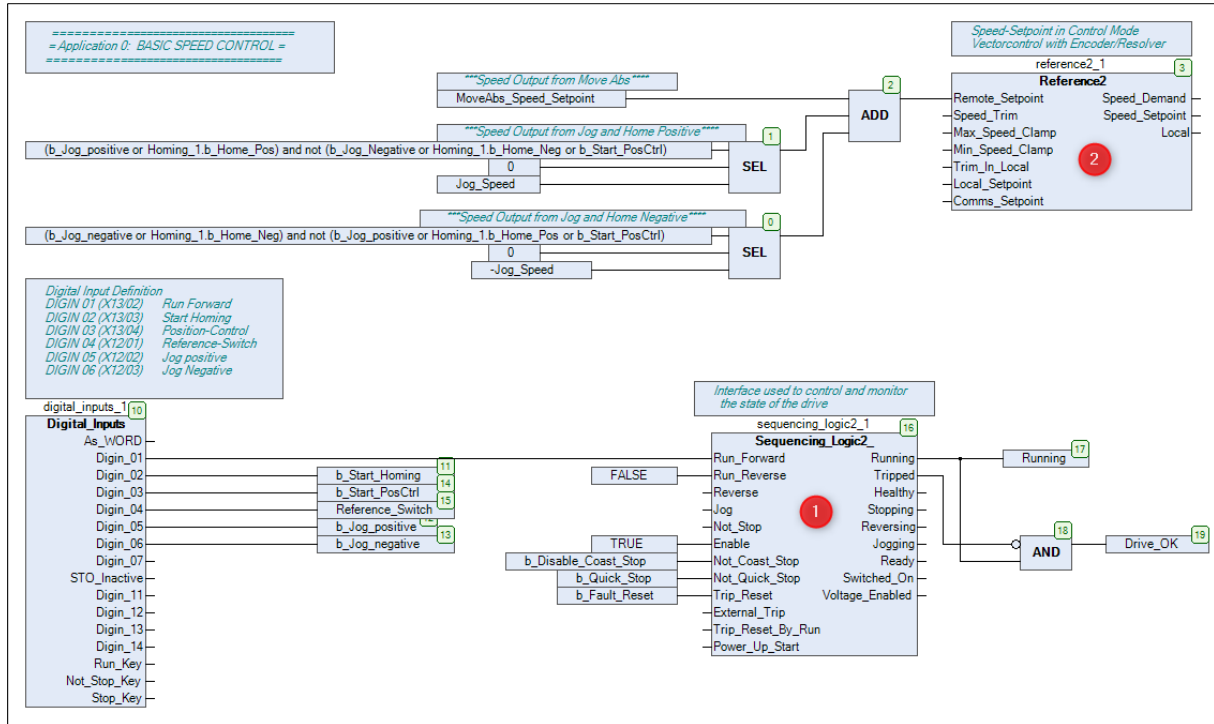 ===================================
= Application 0:  BASIC SPEED CONTROL =
===================================
Speed-Setpoint in Control Mode
Vectorcontrol with Encoder/Resolver
reference2_1
3
Reference2
Remote_Setpoint
Speed_Trim
Max_Speed_Clamp
Min_Speed_Clamp
Trim_In_Local
Local_Setpoint
Comms_Setpoint
Speed_Demand
Speed_Setpoint
Local
2
***Speed Output from Move Abs****
MoveAbs_Speed_Setpoint
2
ADD
***Speed Output from Jog and Home Positive****
1
(b_Jog_positive or Homing_1.b_Home_Pos) and not (b_Jog_Negative or Homing_1.b_Home_Neg or b_Start_PosCtrl)
0
Jog_Speed
SEL
***Speed Output from Jog and Home Negative****
0
(b_Jog_negative or Homing_1.b_Home_Neg) and not (b_Jog_positive or Homing_1.b_Home_Pos or b_Start_PosCtrl)
0
-Jog_Speed
SEL
Digital Input Definition
DIGIN 01 (X13/02) Run Forward
DIGIN 02 (X13/03) Start Homing
DIGIN 03 (X13/04) Position-Control
DIGIN 04 (X12/01) Reference-Switch
DIGIN 05 (X12/02) Jog positive
DIGIN 06 (X12/03) Jog Negative
digital_inputs_1
10
Digital_Inputs
As_WORD
Digin_01
Digin_02
Digin_03
Digin_04
Digin_05
Digin_06
Digin_07
STO_Inactive
Digin_11
Digin_12
Digin_13
Digin_14
Run_Key
Not_Stop_Key
Stop_Key
11
b_Start_Homing
14
b_Start_PosCtrl
15
Reference_Switch
b_Jog_positive
13
b_Jog_negative
Interface used to control and monitor
the state of the drive
sequencing_logic2_1
16
Sequencing_Logic2_
Run_Forward
Run_Reverse
Reverse
Jog
Not_Stop
Enable
Not_Coast_Stop
Not_Quick_Stop
Trip_Reset
External_Trip
Trip_Reset_By_Run
Power_Up_Start
Running
Tripped
Healthy
Stopping
Reversing
Jogging
Ready
Switched_On
Voltage_Enabled
1
FALSE
TRUE
b_Disable_Coast_Stop
b_Quick_Stop
b_Fault_Reset
17
Running
18
AND
19
Drive_OK